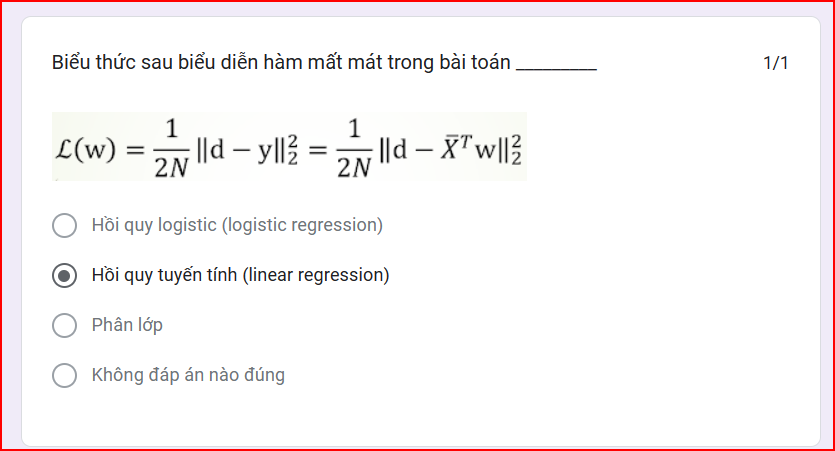 Biểu thức sau biểu diễn hàm mất mát trong bài toán _________ 1/1
ℒ(w) = 1/2N ||d − y||₂² = 1/2N ||d − X̅ᵀw||₂²
Hồi quy logistic (logistic regression)
Hồi quy tuyến tính (linear regression)
Phân lớp
Không đáp án nào đúng